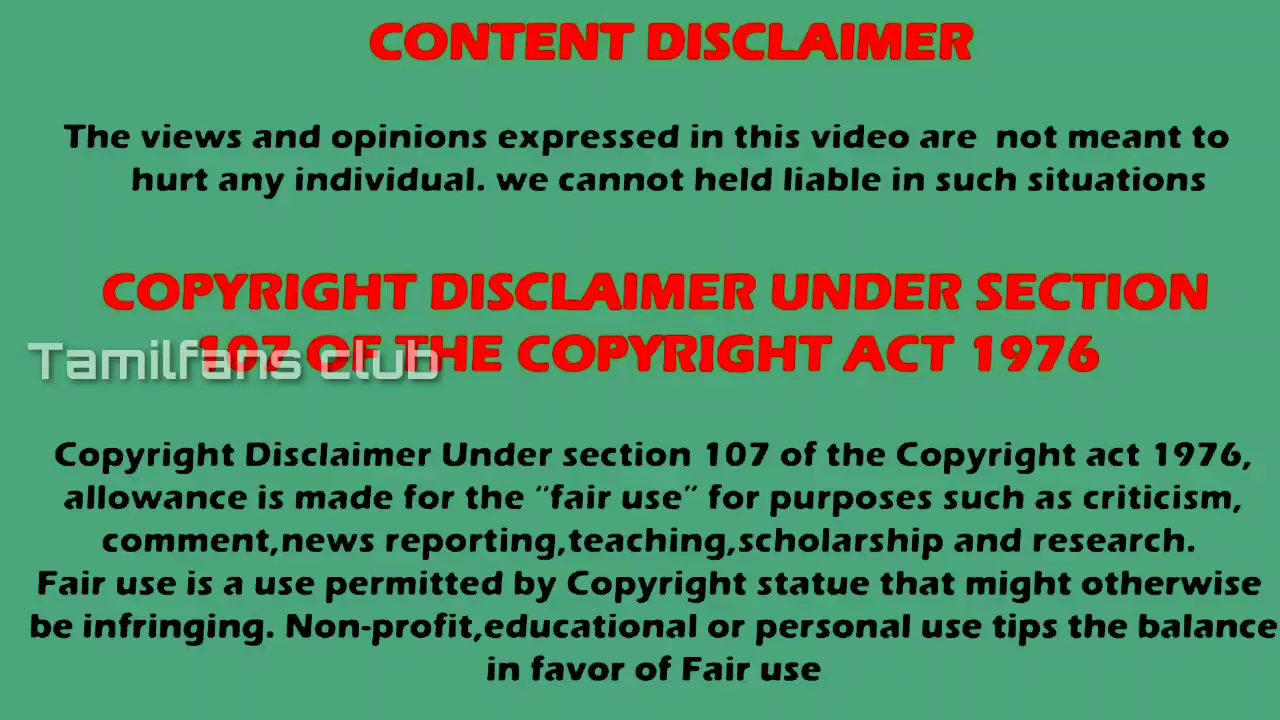 CONTENT DISCLAIMER
The views and opinions expressed in this video are not meant to
hurt any individual. we cannot held liable in such situations
COPYRIGHT DISCLAIMER UNDER SECTION
107 OF THE COPYRIGHT ACT 1976
Tamilfans club
Copyright Disclaimer Under section 107 of the Copyright act 1976,
allowance is made for the "fair use" for purposes such as criticism,
comment,news reporting,teaching,scholarship and research.
Fair use is a use permitted by Copyright statue that might otherwise
be infringing. Non-profit,educational or personal use tips the balance
in favor of Fair use